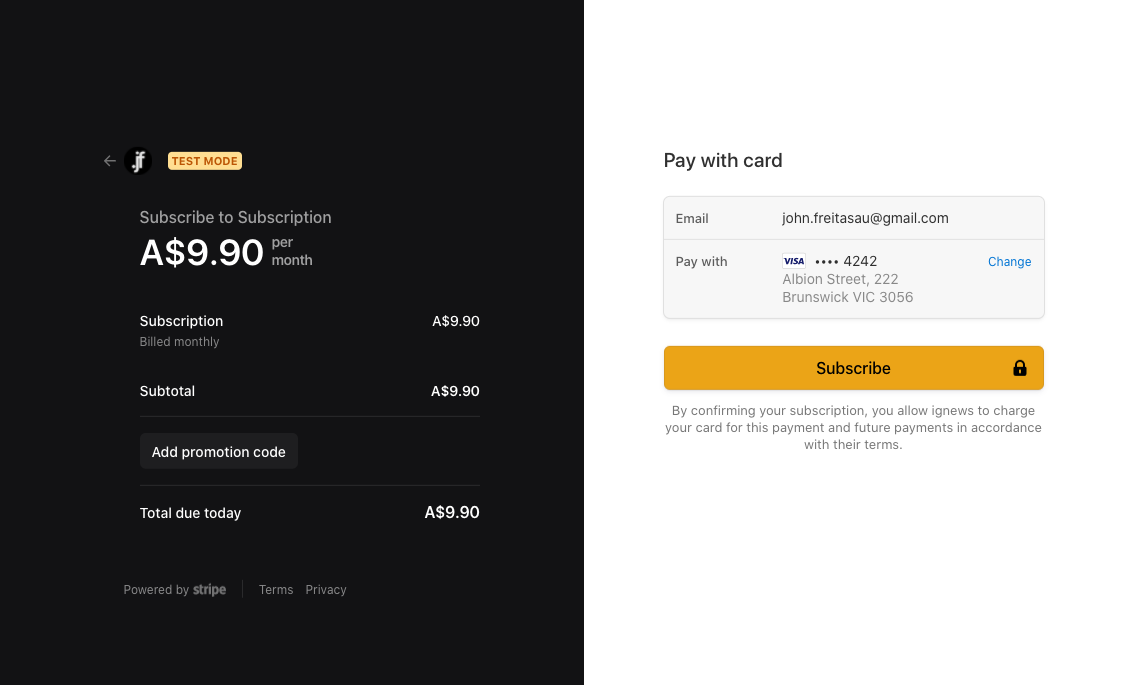 .jf TEST MODE
Subscribe to Subscription
A$9.90 per month
Subscription A$9.90
Billed monthly
Subtotal A$9.90
Add promotion code
Total due today A$9.90
Powered by stripe Terms Privacy
Pay with card
Email john.freitasau@gmail.com
Pay with VISA •••• 4242 Change
Albion Street, 222
Brunswick VIC 3056
Subscribe
By confirming your subscription, you allow ignews to charge
your card for this payment and future payments in accordance
with their terms.